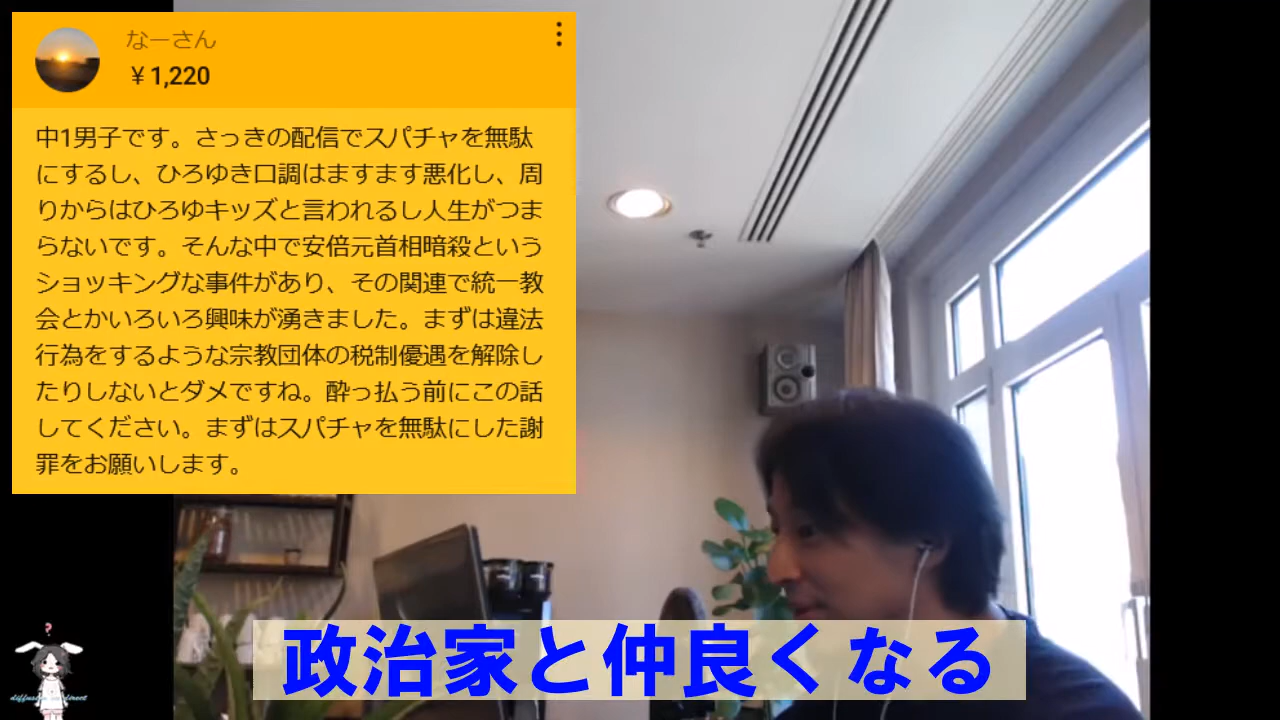 なーさん
￥1,220
中1男子です。さっきの配信でスパチャを無駄
にするし、ひろゆき口調はますます悪化し、周
りからはひろゆキッズと言われるし人生がつま
らないです。そんな中で安倍元首相暗殺という
ショッキングな事件があり、その関連で統一教
会とかいろいろ興味が湧きました。まずは違法
行為をするような宗教団体の税制優遇を解除し
たりしないとダメですね。酔っ払う前にこの話
してください。まずはスパチャを無駄にした謝
罪をお願いします。
政治家と仲良くなる